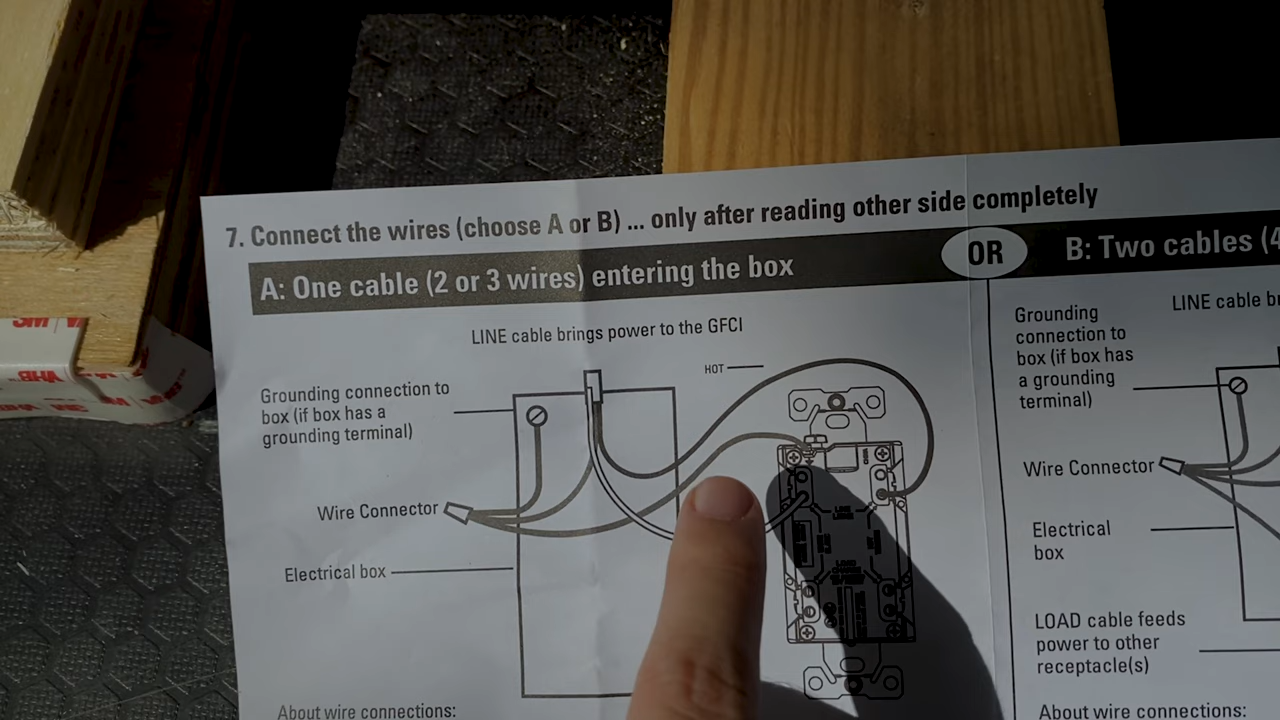 7. Connect the wires (choose A or B) ... only after reading other side completely
A: One cable (2 or 3 wires) entering the box
OR
B: Two cables (4
LINE cable brings power to the GFCI
HOT
Grounding connection to
box (if box has a
grounding terminal)
Wire Connector
Electrical box
About wire connections:
Grounding
connection to
box (if box has
a grounding
terminal)
LINE cable br
Wire Connector
Electrical
box
LOAD cable feeds
power to other
receptacle(s)
About wire connections:
3M
VHB